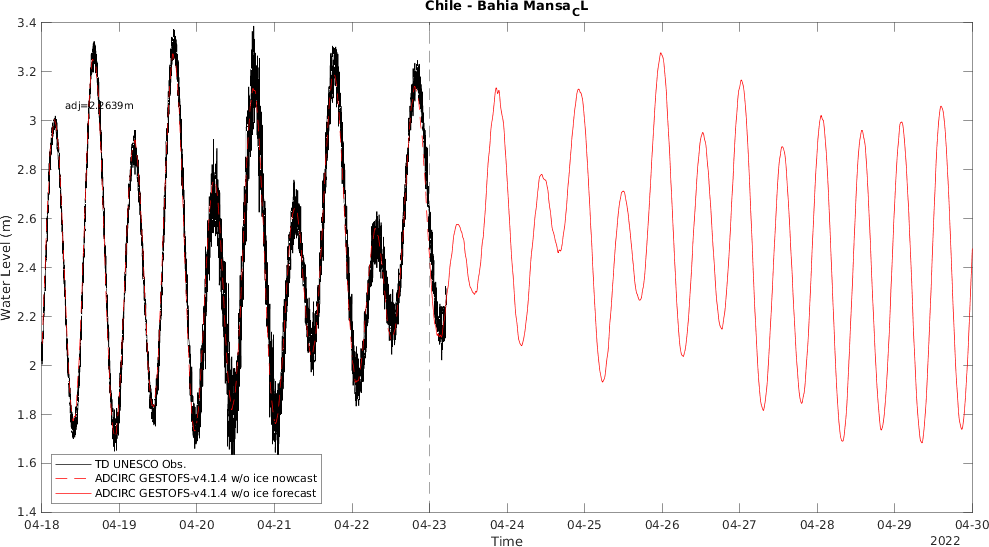 Chile - Bahia Mansa_CL
3.4
3.2
3
2.8
2.6
2.4
2.2
2
1.8
1.6
1.4
Water Level (m)
adj=2.2639m
TD UNESCO Obs.
ADCIRC GESTOFS-v4.1.4 w/o ice nowcast
ADCIRC GESTOFS-v4.1.4 w/o ice forecast
04-18 04-19 04-20 04-21 04-22 04-23 04-24 04-25 04-26 04-27 04-28 04-29 04-30
Time
2022